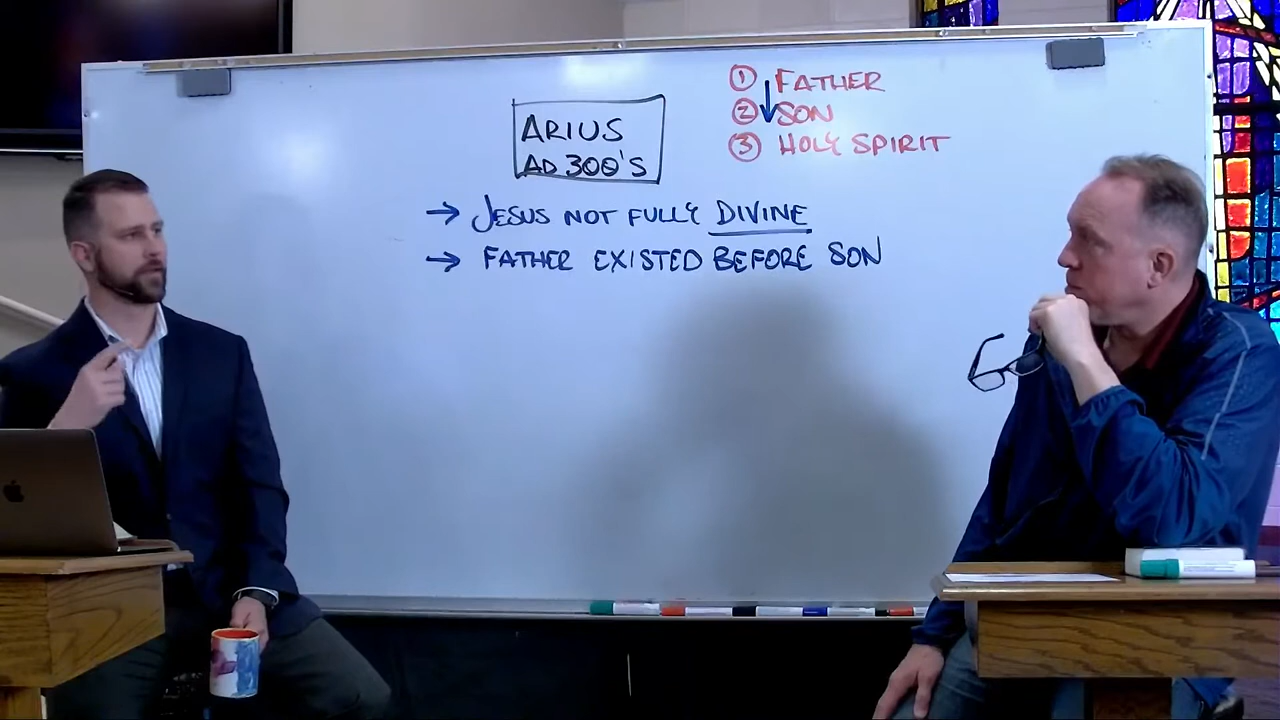 ① FATHER
② SON
③ HOLY SPIRIT
ARIUS
AD 300'S
→ JESUS NOT FULLY DIVINE
→ FATHER EXISTED BEFORE SON